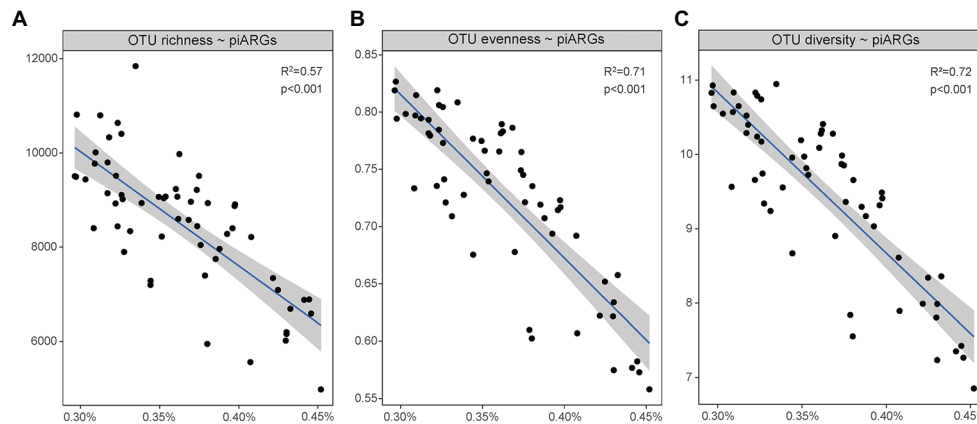 A
OTU richness ~ piARGs
R²=0.57
p<0.001
12000
10000
8000
6000
0.30%
0.35%
0.40%
0.45%
B
OTU evenness ~ piARGs
R²=0.71
p<0.001
0.85
0.80
0.75
0.70
0.65
0.60
0.55
0.30%
0.35%
0.40%
0.45%
C
OTU diversity ~ piARGs
R²=0.72
p<0.001
11
10
9
8
7
0.30%
0.35%
0.40%
0.45